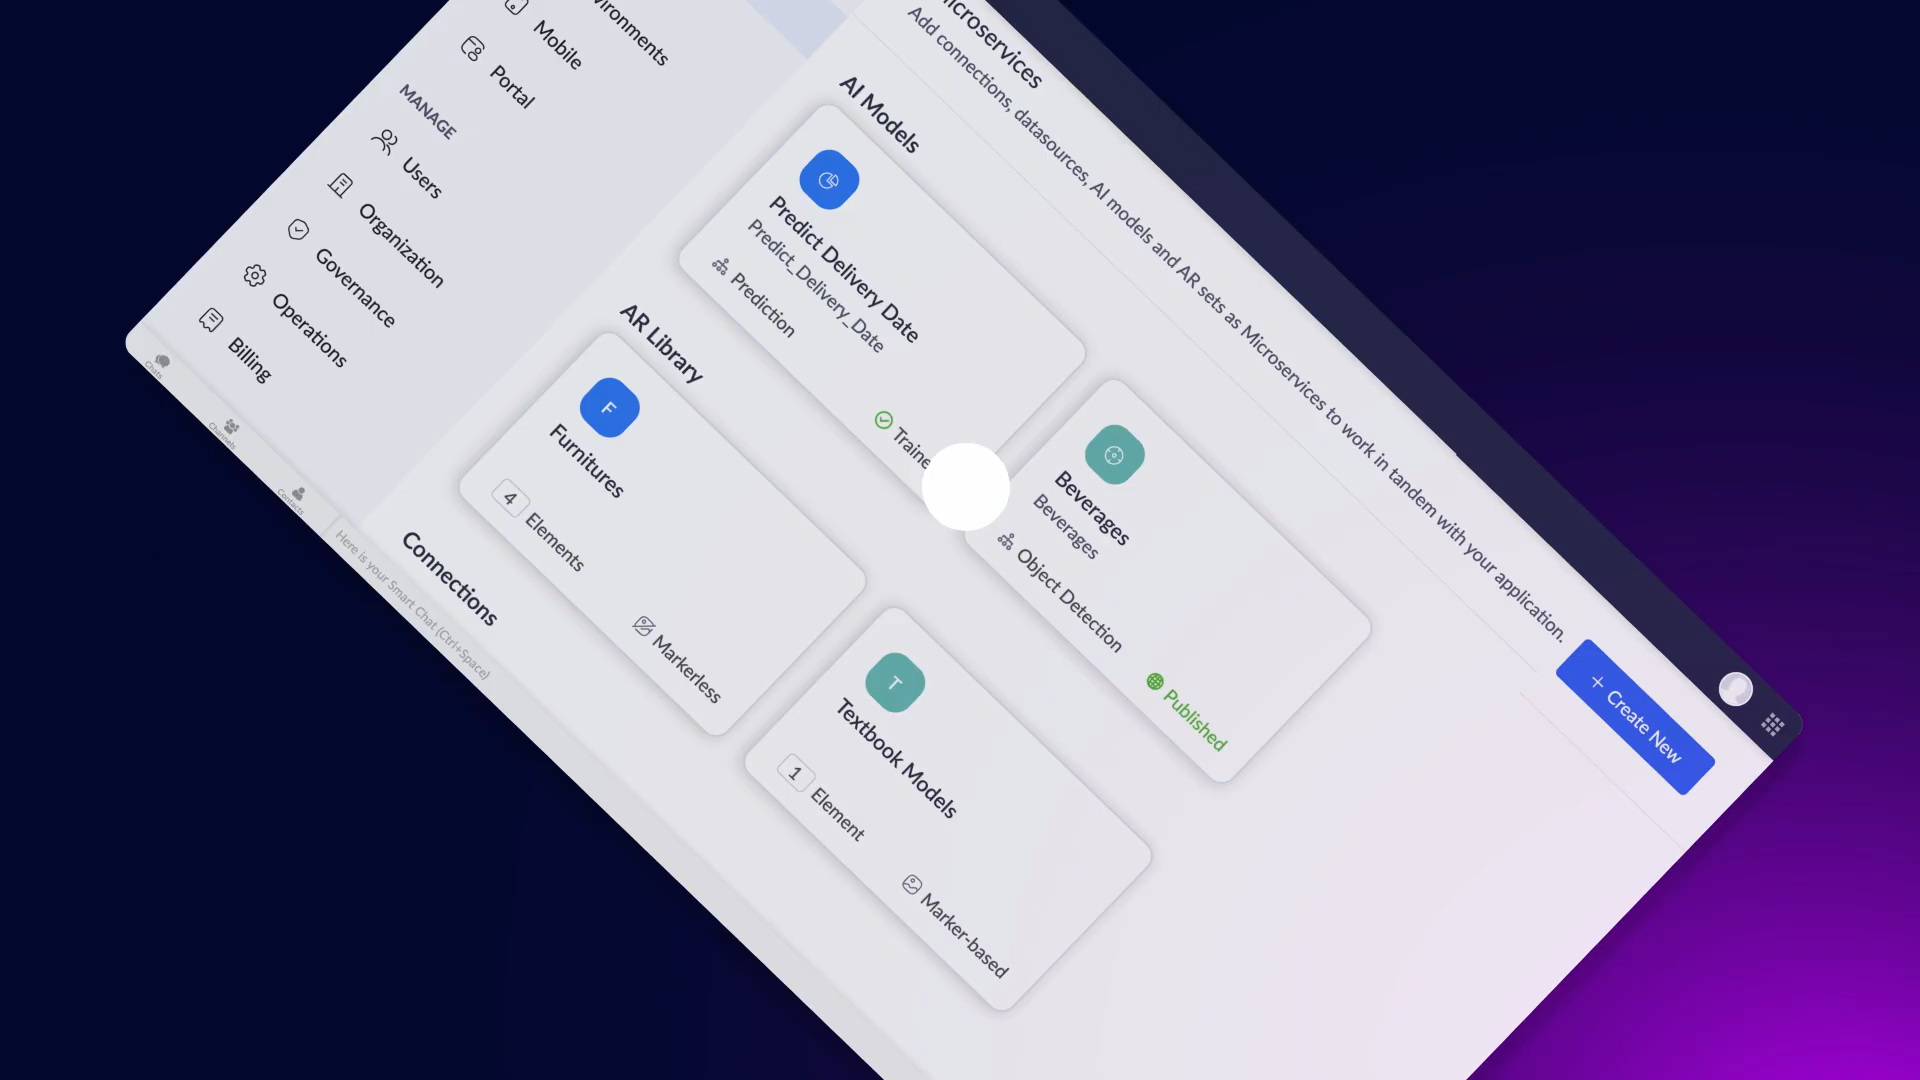 Mobile
Portal
MANAGE
Users
Organization
Governance
Operations
Billing
Chats
Channels
Contacts
Here is your Smart Chat (Ctrl+Space)
Add connections, datasources, AI models and AR sets as Microservices to work in tandem with your application.
+ Create New
AI Models
Predict Delivery Date
Predict_Delivery_Date
Prediction
Beverages
Beverages
Object Detection
Published
AR Library
F
Furnitures
4 Elements
Markerless
T
Textbook Models
1 Element
Marker-based
Connections